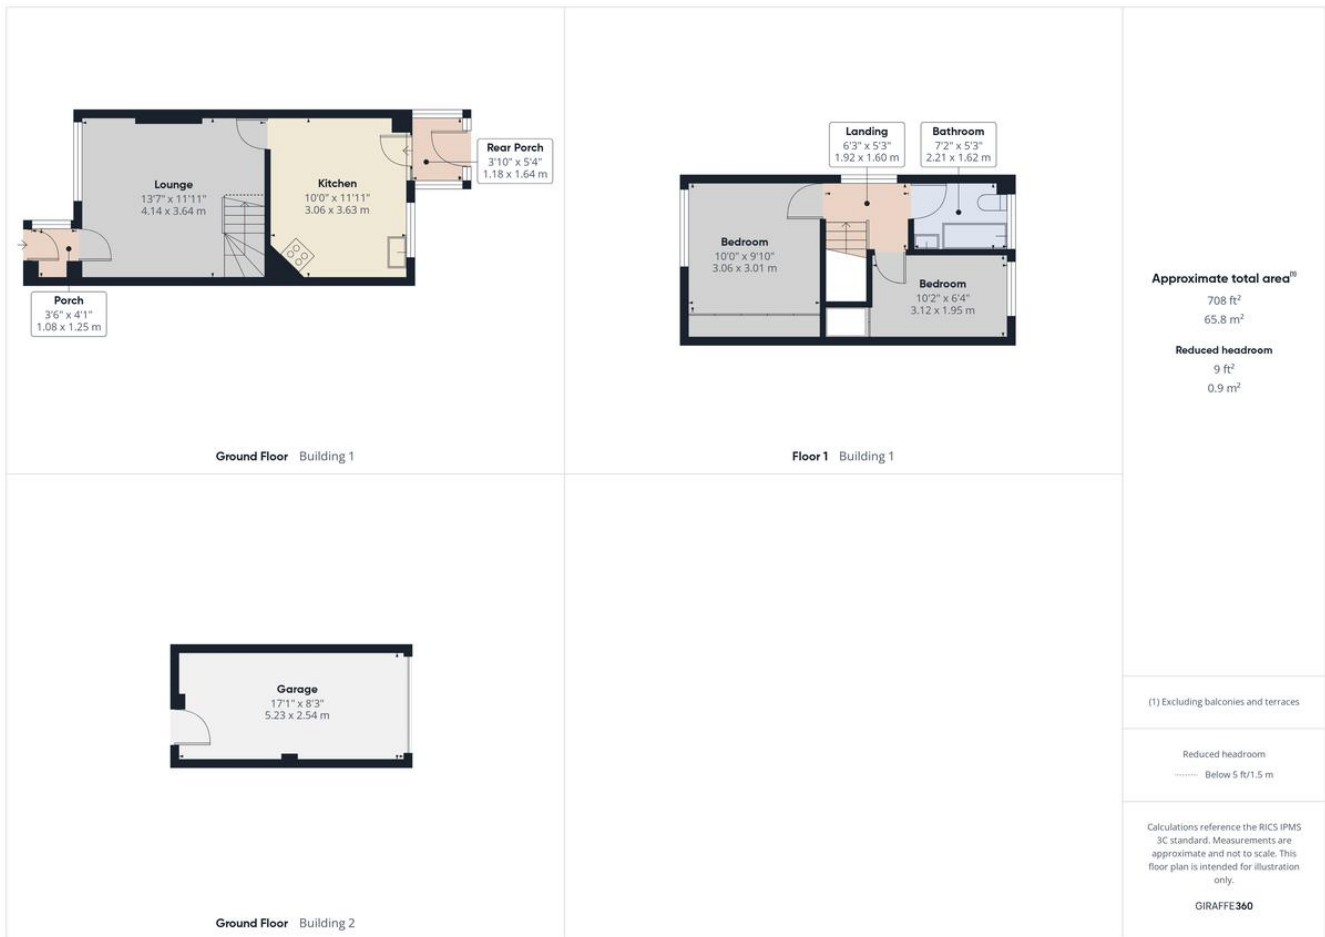 Lounge
13'7" x 11'11"
4.14 x 3.64 m
Kitchen
10'0" x 11'11"
3.06 x 3.63 m
Rear Porch
3'10" x 5'4"
1.18 x 1.64 m
Porch
3'6" x 4'1"
1.08 x 1.25 m
Ground Floor Building 1
Landing
6'3" x 5'3"
1.92 x 1.60 m
Bathroom
7'2" x 5'3"
2.21 x 1.62 m
Bedroom
10'0" x 9'10"
3.06 x 3.01 m
Bedroom
10'2" x 6'4"
3.12 x 1.95 m
Floor 1 Building 1
Garage
17'1" x 8'3"
5.23 x 2.54 m
Ground Floor Building 2
Approximate total area⁽¹⁾
708 ft²
65.8 m²
Reduced headroom
9 ft²
0.9 m²
(1) Excluding balconies and terraces
Reduced headroom
Below 5 ft/1.5 m
Calculations reference the RICS IPMS
3C standard. Measurements are
approximate and not to scale. This
floor plan is intended for illustration
only.
GIRAFFE360